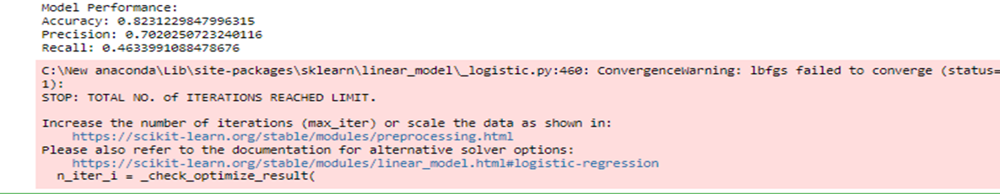 Model Performance:
Accuracy: 0.8231229847996315
Precision: 0.7020250723240116
Recall: 0.4633991088478676
C:\New anaconda\Lib\site-packages\sklearn\linear_model\_logistic.py:460: ConvergenceWarning: lbfgs failed to converge (status=
1):
STOP: TOTAL NO. of ITERATIONS REACHED LIMIT.
Increase the number of iterations (max_iter) or scale the data as shown in:
https://scikit-learn.org/stable/modules/preprocessing.html
Please also refer to the documentation for alternative solver options:
https://scikit-learn.org/stable/modules/linear_model.html#logistic-regression
n_iter_i = _check_optimize_result(